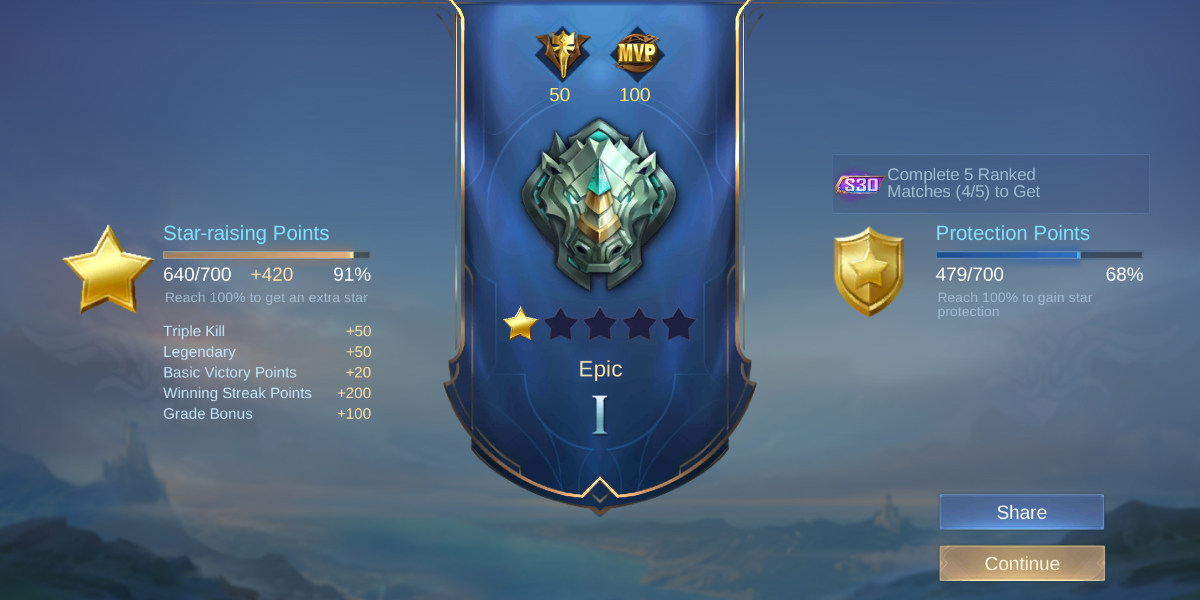 MVP
50
100
S30
Complete 5 Ranked
Matches (4/5) to Get
Star-raising Points
640/700 +420 91%
Reach 100% to get an extra star
Triple Kill +50
Legendary +50
Basic Victory Points +20
Winning Streak Points +200
Grade Bonus +100
Epic
I
Protection Points
479/700 68%
Reach 100% to gain star
protection
Share
Continue